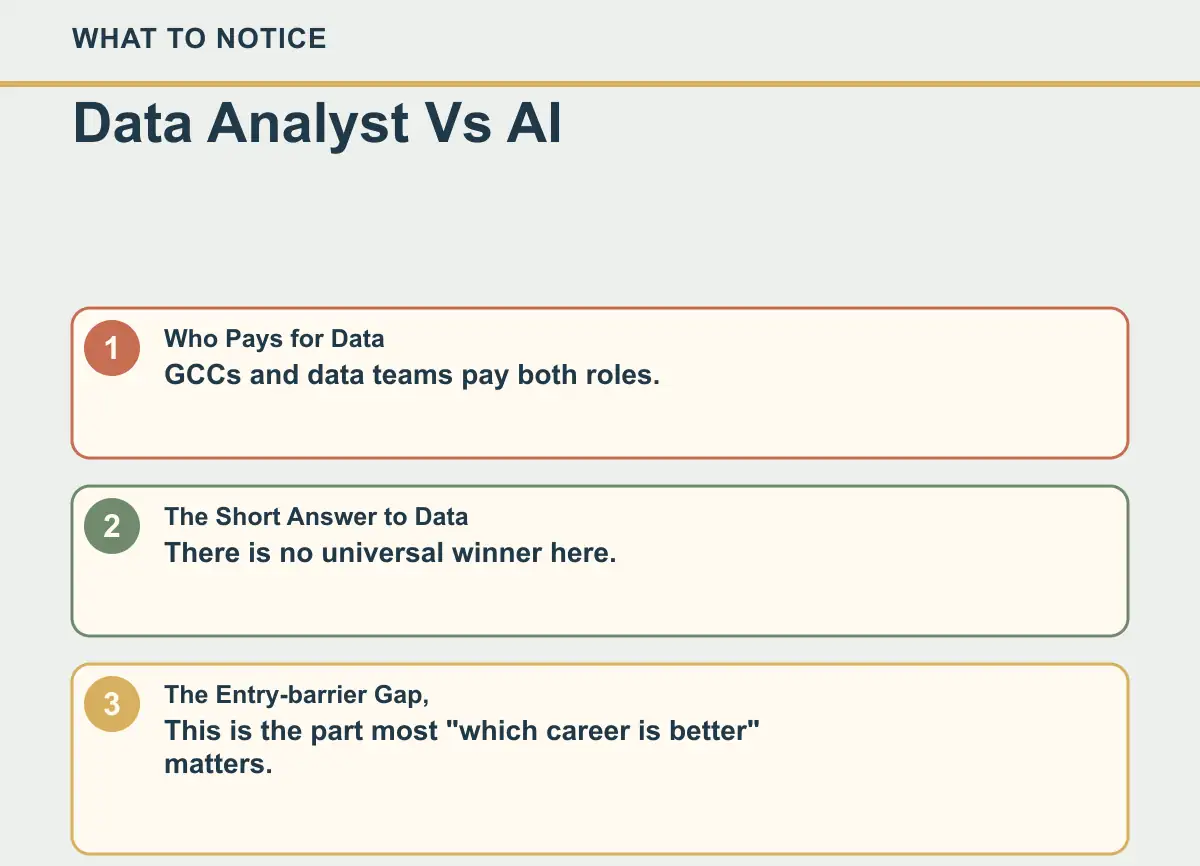 WHAT TO NOTICE
Data Analyst Vs AI
1
Who Pays for Data
GCCs and data teams pay both roles.
2
The Short Answer to Data
There is no universal winner here.
3
The Entry-barrier Gap,
This is the part most "which career is better"
matters.